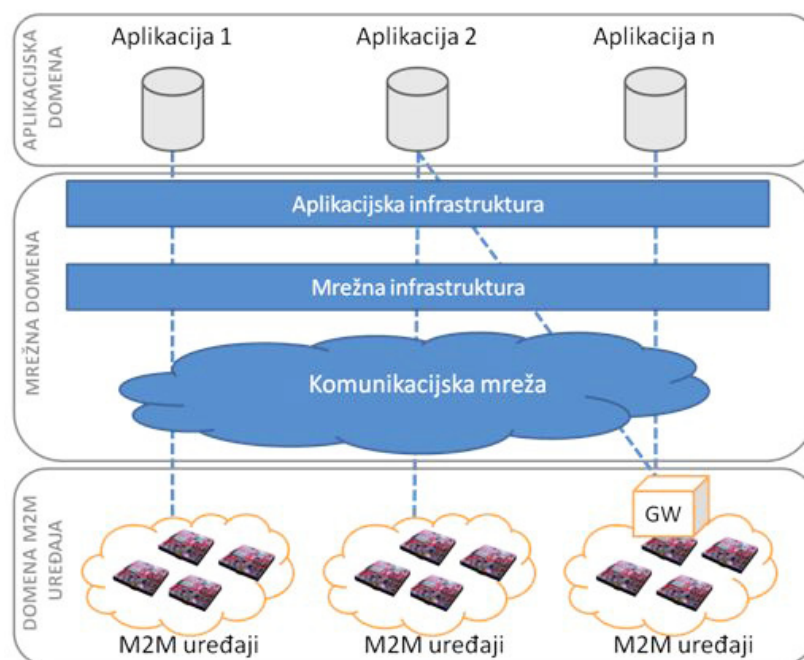 APLIKACIJSKA
DOMENA
Aplikacija 1
Aplikacija 2
Aplikacija n
MREŽNA DOMENA
Aplikacijska infrastruktura
Mrežna infrastruktura
Komunikacijska mreža
DOMENA M2M
UREĐAJA
GW
M2M uređaji
M2M uređaji
M2M uređaji